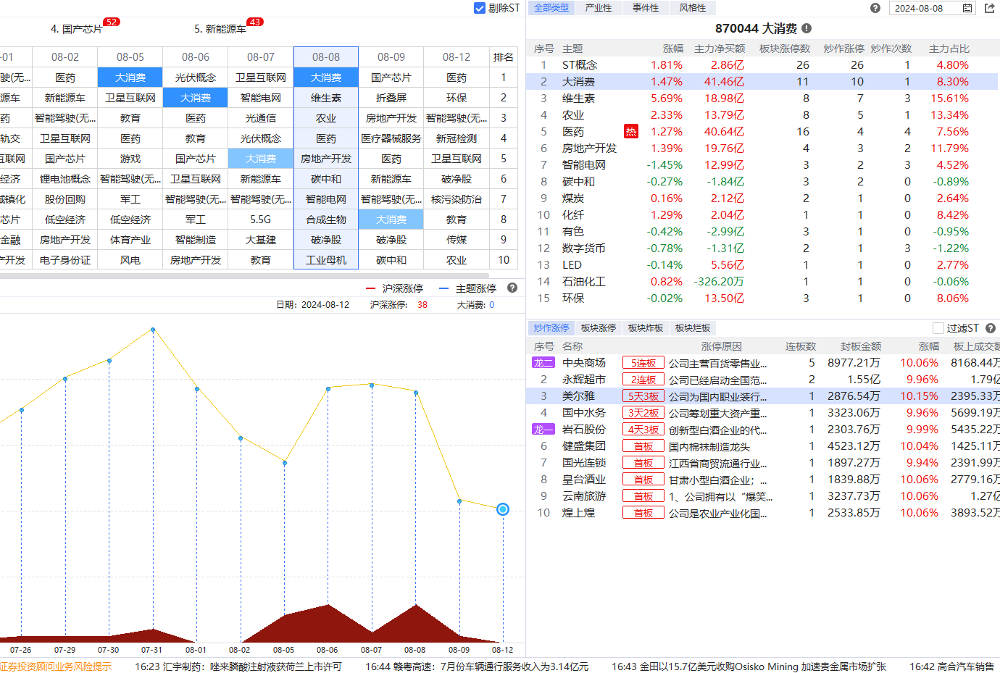 剔除ST
4. 国产芯片 52 5. 新能源车 43
-01 08-02 08-05 08-06 08-07 08-08 08-09 08-12 排名
驶(无... 医药 大消费 光伏概念 卫星互联网 大消费 国产芯片 医药 1
源车 新能源车 卫星互联网 大消费 智能电网 维生素 折叠屏 环保 2
药 智能驾驶(无... 教育 医药 光通信 农业 房地产开发 智能驾驶(无... 3
轨交 卫星互联网 医药 教育 光伏概念 医药 医疗器械服务 新冠检测 4
互联网 国产芯片 游戏 国产芯片 大消费 房地产开发 医药 卫星互联网 5
经济 锂电池概念 智能驾驶(无... 卫星互联网 新能源车 碳中和 新能源车 破净股 6
城镇化 股份回购 军工 智能驾驶(无... 智能驾驶(无... 智能电网 智能驾驶(无... 核污染防治 7
芯片 低空经济 低空经济 军工 5.5G 合成生物 大消费 教育 8
金融 房地产开发 体育产业 智能制造 大基建 破净股 破净股 传媒 9
产开发 电子身份证 风电 房地产开发 教育 工业母机 碳中和 农业 10
沪深涨停 主题涨停
日期: 2024-08-12 沪深涨停: 38 大消费: 0
07-26 07-29 07-30 07-31 08-01 08-02 08-05 08-06 08-07 08-08 08-09 08-12
全部类型 产业性 事件性 风格性 2024-08-08
870044 大消费
序号 主题 涨幅 主力净买额 板块涨停数 炒作涨停 炒作次数 主力占比
1 ST概念 1.81% 2.86亿 26 26 1 4.80%
2 大消费 1.47% 41.46亿 11 10 1 8.30%
3 维生素 5.69% 18.98亿 8 7 3 15.61%
4 农业 2.33% 13.79亿 8 5 1 13.34%
5 医药 热 1.27% 40.64亿 16 4 4 7.56%
6 房地产开发 1.39% 19.76亿 4 3 2 11.79%
7 智能电网 -1.45% 12.99亿 3 2 3 4.52%
8 碳中和 -0.27% -1.84亿 3 2 0 -0.89%
9 煤炭 0.16% 2.12亿 2 1 0 2.64%
10 化纤 1.29% 2.04亿 1 1 0 8.42%
11 有色 -0.42% -2.99亿 3 1 0 -0.95%
12 数字货币 -0.78% -1.31亿 2 1 3 -1.22%
13 LED -0.14% 5.56亿 1 1 0 2.77%
14 石油化工 0.82% -326.20万 1 1 0 -0.06%
15 环保 -0.02% 13.50亿 3 1 0 8.06%
炒作涨停 板块涨停 板块炸板 板块烂板 过滤ST
序号 名称 涨停原因 连板数 封板金额 涨幅 板上成交额
龙二 中央商场 5连板 公司主营百货零售业... 5 8977.21万 10.06% 8168.44万
2 永辉超市 2连板 公司已经启动全国范... 2 1.55亿 9.96% 1.79亿
3 美尔雅 5天3板 公司为国内职业装行... 1 2876.54万 10.15% 2395.33万
4 国中水务 3天2板 公司筹划重大资产重... 1 3323.06万 9.96% 5699.19万
龙一 岩石股份 4天3板 创新型白酒企业的代... 1 2303.76万 9.99% 5435.22万
6 健盛集团 首板 国内棉袜制造龙头 1 4523.12万 10.04% 1425.11万
7 国光连锁 首板 江西省商贸流通行业... 1 1897.27万 9.94% 2391.99万
8 皇台酒业 首板 甘肃小型白酒企业；... 1 1839.88万 10.06% 2779.16万
9 云南旅游 首板 1、公司拥有以“爆笑... 1 3237.73万 10.06% 1.27亿
10 煌上煌 首板 公司是农业产业化国... 1 2533.85万 10.06% 3893.52万
证券投资顾问业务风险提示 16:23 汇宇制药：唑来膦酸注射液获荷兰上市许可 16:44 赣粤高速：7月份车辆通行服务收入为3.14亿元 16:43 金田以15.7亿美元收购Osisko Mining 加速贵金属市场扩张 16:42 高合汽车销售